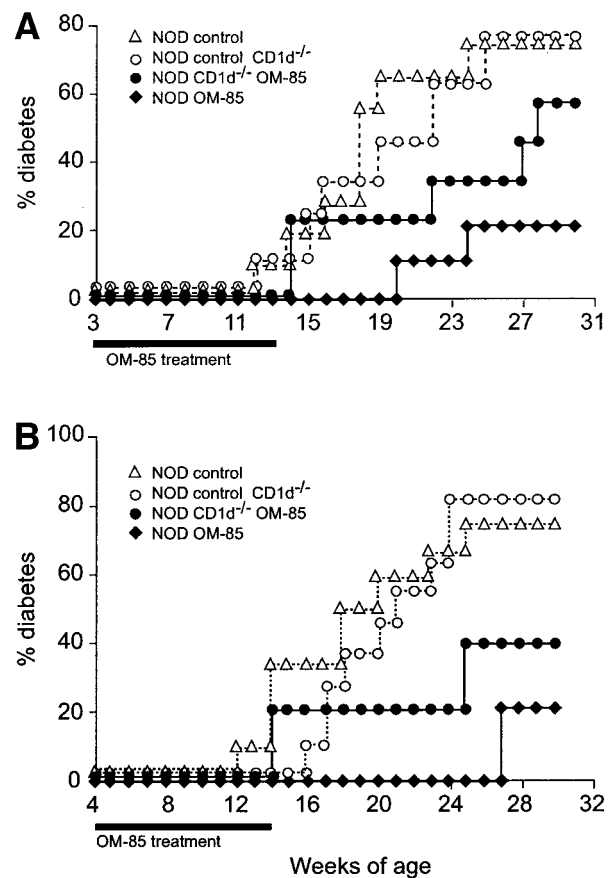 A
80
60
40
20
0
% diabetes
△ NOD control
○ NOD control CD1d-/-
● NOD CD1d-/- OM-85
◆ NOD OM-85
3 7 11 15 19 23 27 31
OM-85 treatment
B
100
80
60
40
20
0
% diabetes
△ NOD control
○ NOD control CD1d-/-
● NOD CD1d-/- OM-85
◆ NOD OM-85
4 8 12 16 20 24 28 32
OM-85 treatment
Weeks of age